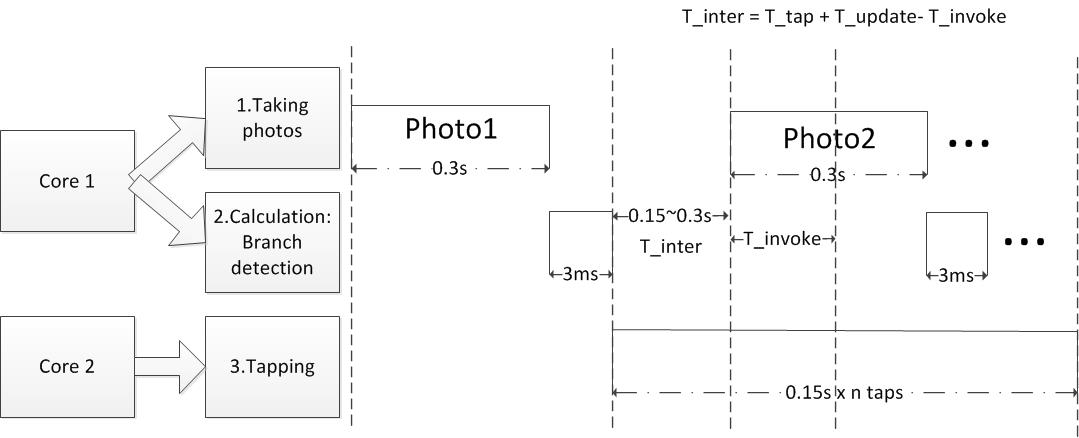 T_inter = T_tap + T_update- T_invoke
1.Taking
photos
Photo1
Photo2
...
0.3s
0.3s
Core 1
2.Calculation:
Branch
detection
0.15~0.3s
T_inter
T_invoke
...
3ms
3ms
Core 2
3.Tapping
0.15s x n taps